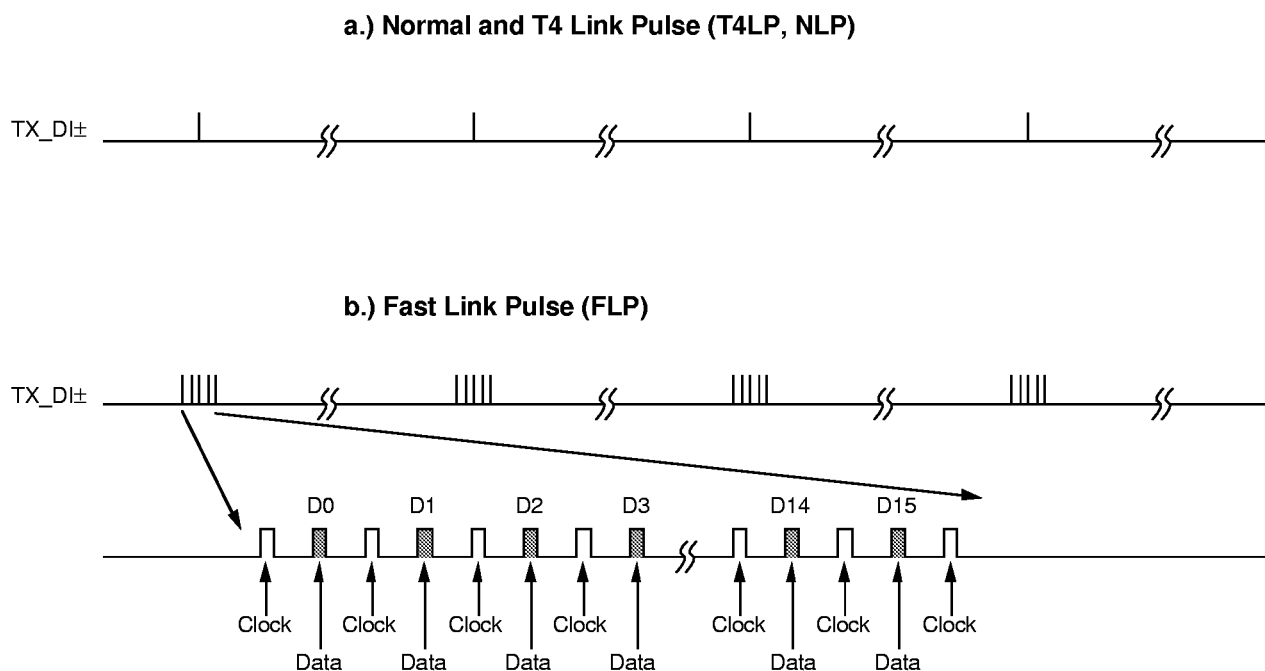 a.) Normal and T4 Link Pulse (T4LP, NLP)
TX_DI±
b.) Fast Link Pulse (FLP)
TX_DI±
D0 D1 D2 D3 D14 D15
Clock Clock Clock Clock Clock Clock Clock
Data Data Data Data Data Data